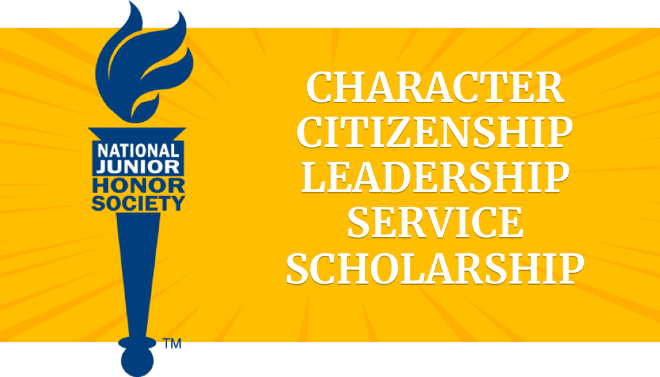 NATIONAL
JUNIOR
HONOR
SOCIETY
TM
CHARACTER
CITIZENSHIP
LEADERSHIP
SERVICE
SCHOLARSHIP